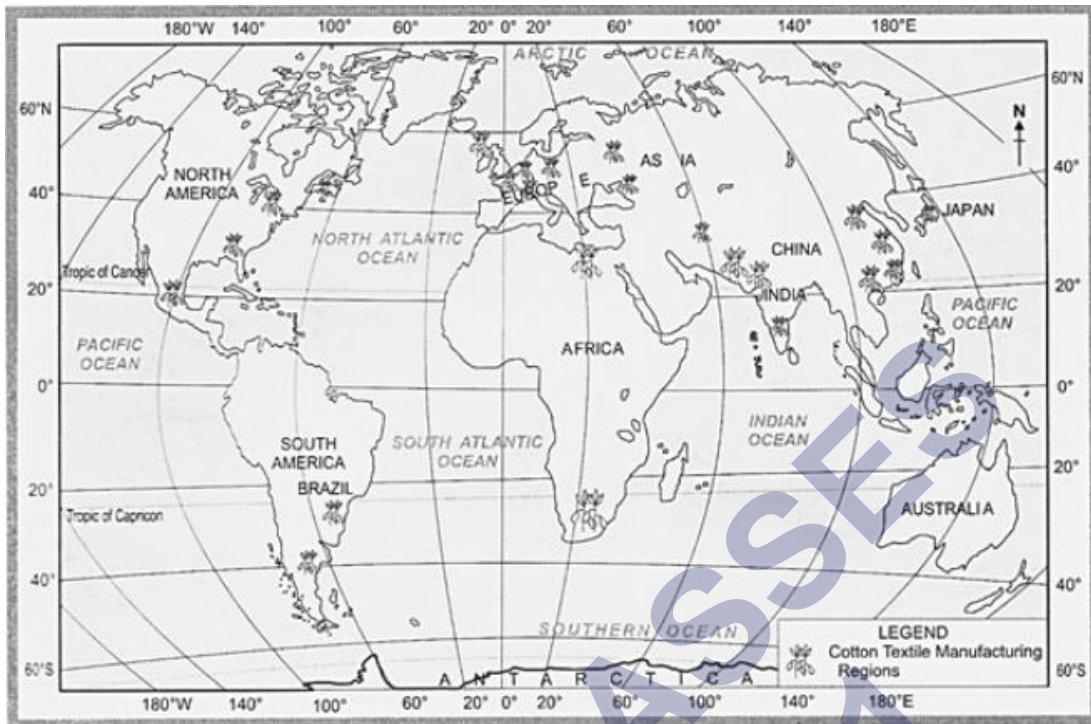 180°W 140° 100° 60° 20° 0° 20° 60° 100° 140° 180°E
ARCTIC OCEAN
60°N 60°N
N
NORTH AMERICA
ASIA
EUROPE
40° 40°
JAPAN
NORTH ATLANTIC OCEAN
CHINA
Tropic of Cancer
20° 20°
INDIA
PACIFIC OCEAN
PACIFIC OCEAN
AFRICA
0° 0°
INDIAN OCEAN
SOUTH AMERICA
SOUTH ATLANTIC OCEAN
BRAZIL
20° 20°
Tropic of Capricon
AUSTRALIA
40° 40°
SOUTHERN OCEAN
LEGEND
Cotton Textile Manufacturing Regions
60°S 60°S
ANTARCTICA
180°W 140° 100° 60° 20° 0° 20° 60° 100° 140° 180°E
ASSES